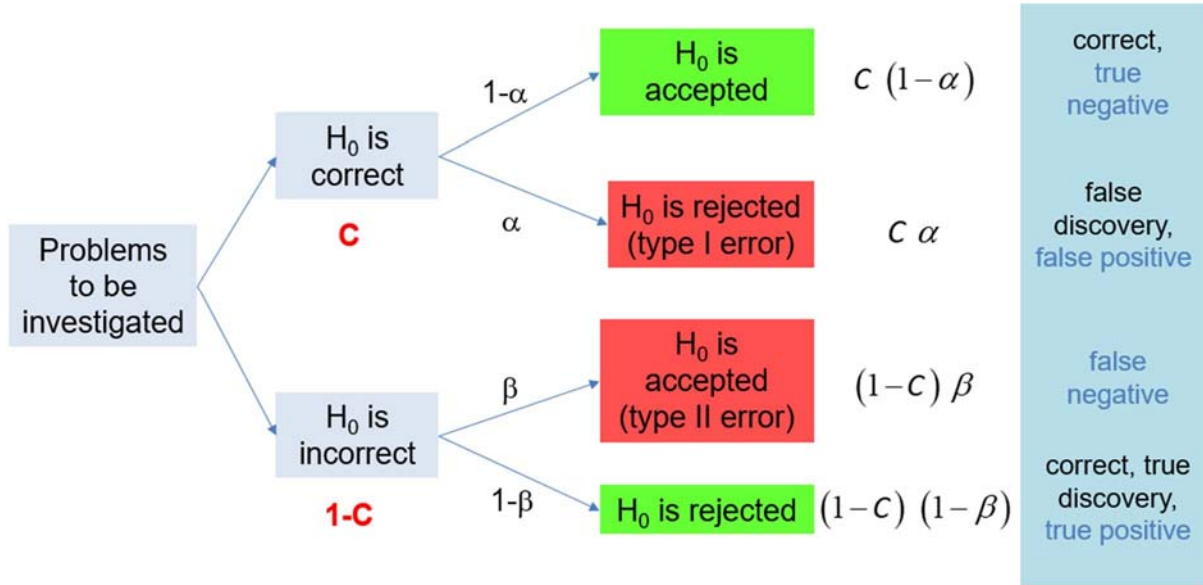 Problems
to be
investigated
H₀ is
correct
C
H₀ is
incorrect
1-C
1-α
α
β
1-β
H₀ is
accepted
H₀ is rejected
(type I error)
H₀ is
accepted
(type II error)
H₀ is rejected
C (1−α)
C α
(1−C) β
(1−C) (1−β)
correct,
true
negative
false
discovery,
false positive
false
negative
correct, true
discovery,
true positive